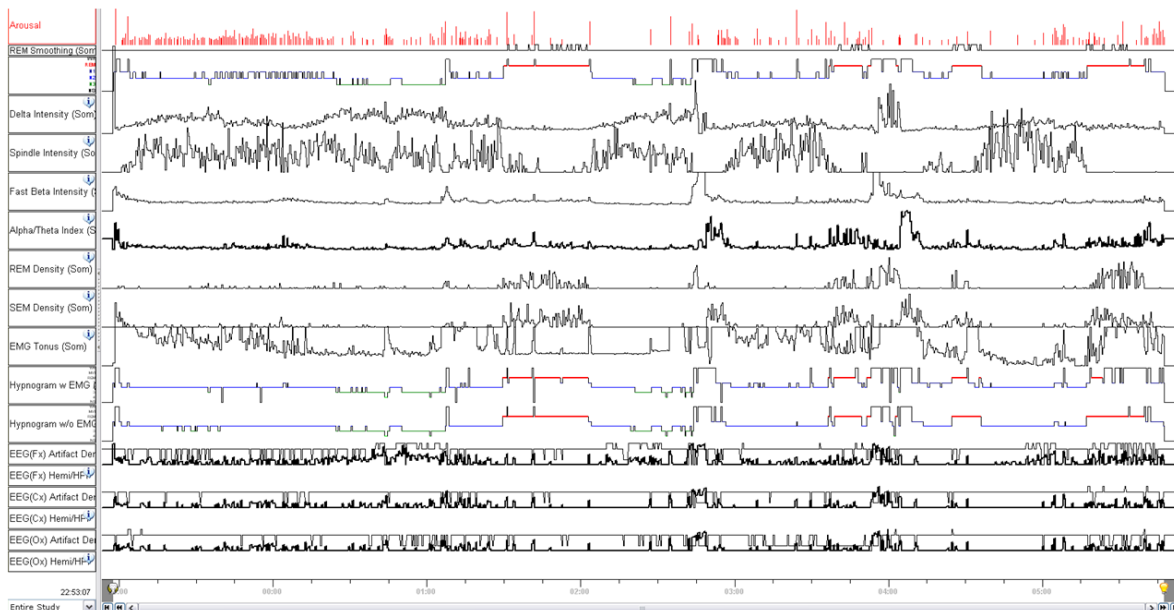 Arousal
REM Smoothing (Som
Delta Intensity (Som
Spindle Intensity (So
Fast Beta Intensity (
Alpha/Theta Index (S
REM Density (Som)
SEM Density (Som)
EMG Tonus (Som)
Hypnogram w EMG
Hypnogram w/o EMG
EEG(Fx) Artifact Der
EEG(Fx) Hemi/HF
EEG(Cx) Artifact Der
EEG(Cx) Hemi/HF
EEG(Ox) Artifact Der
EEG(Ox) Hemi/HF
22:53:07 00:00 01:00 02:00 03:00 04:00 05:00
Entire Study